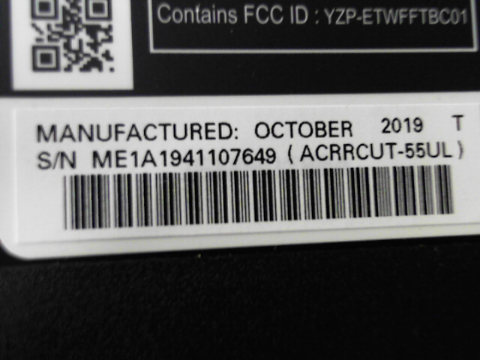 Contains FCC ID : YZP-ETWFFTBC01
MANUFACTURED: OCTOBER 2019 T
S/N ME1A1941107649 ( ACRRCUT-55UL )